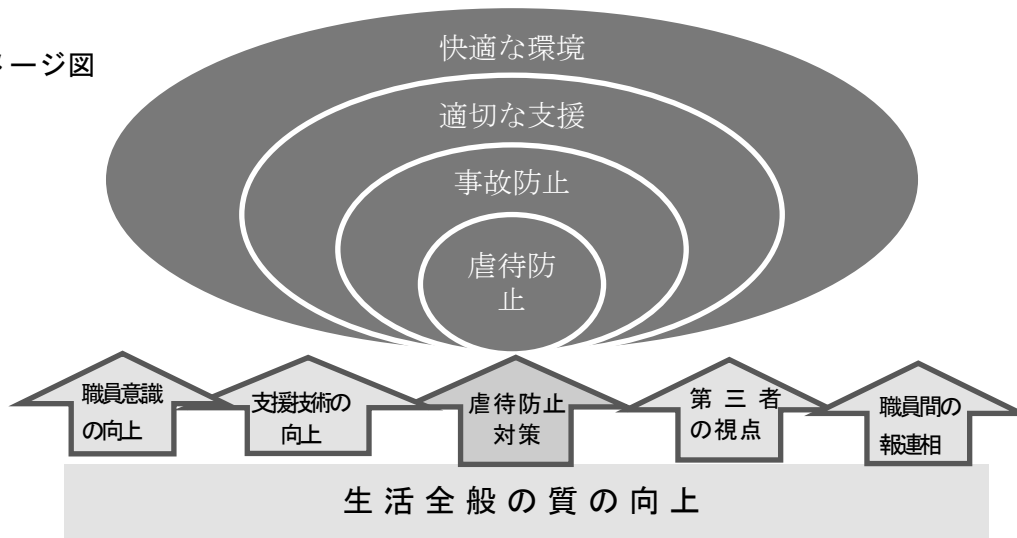 ージ図
快適な環境
適切な支援
事故防止
虐待防
止
職員意識
の向上
支援技術の
向上
虐待防止
対策
第三者
の視点
職員間の
報連相
生活全般の質の向上